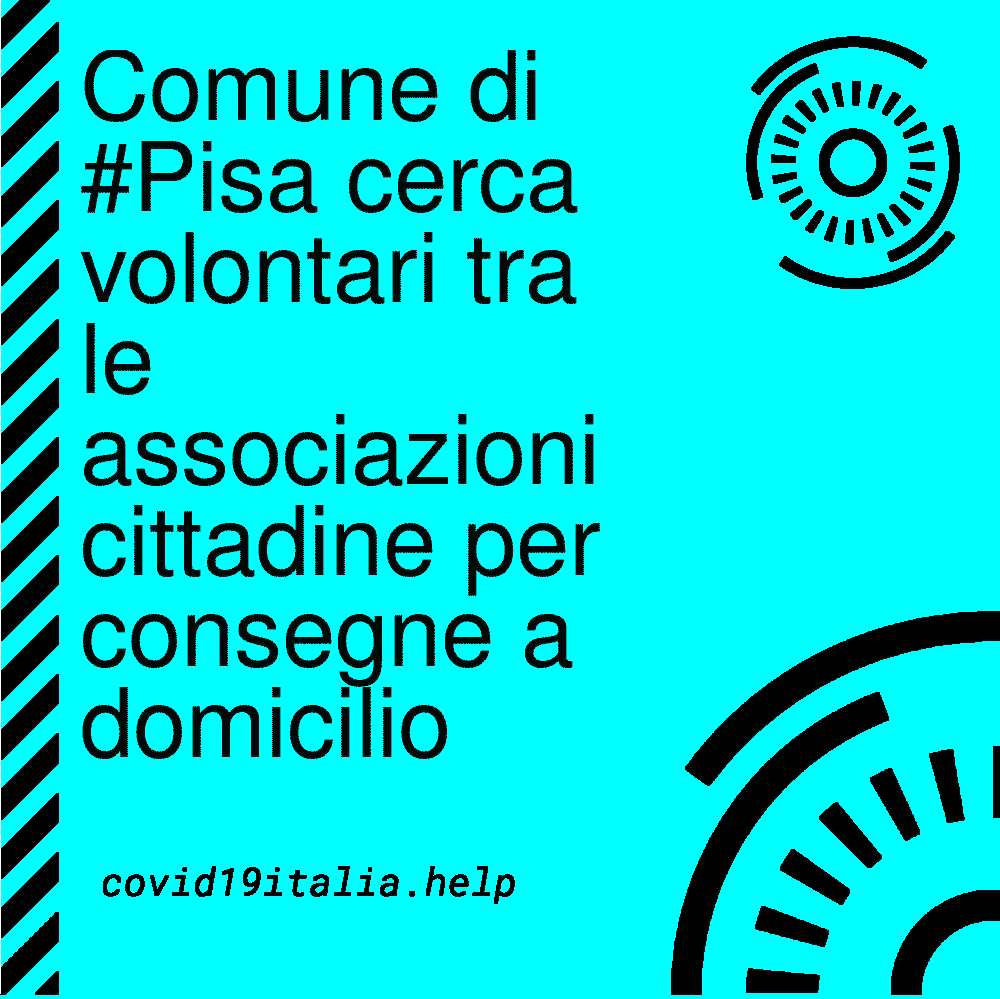 Comune di
#Pisa cerca
volontari tra
le
associazioni
cittadine per
consegne a
domicilio
covid19italia.help